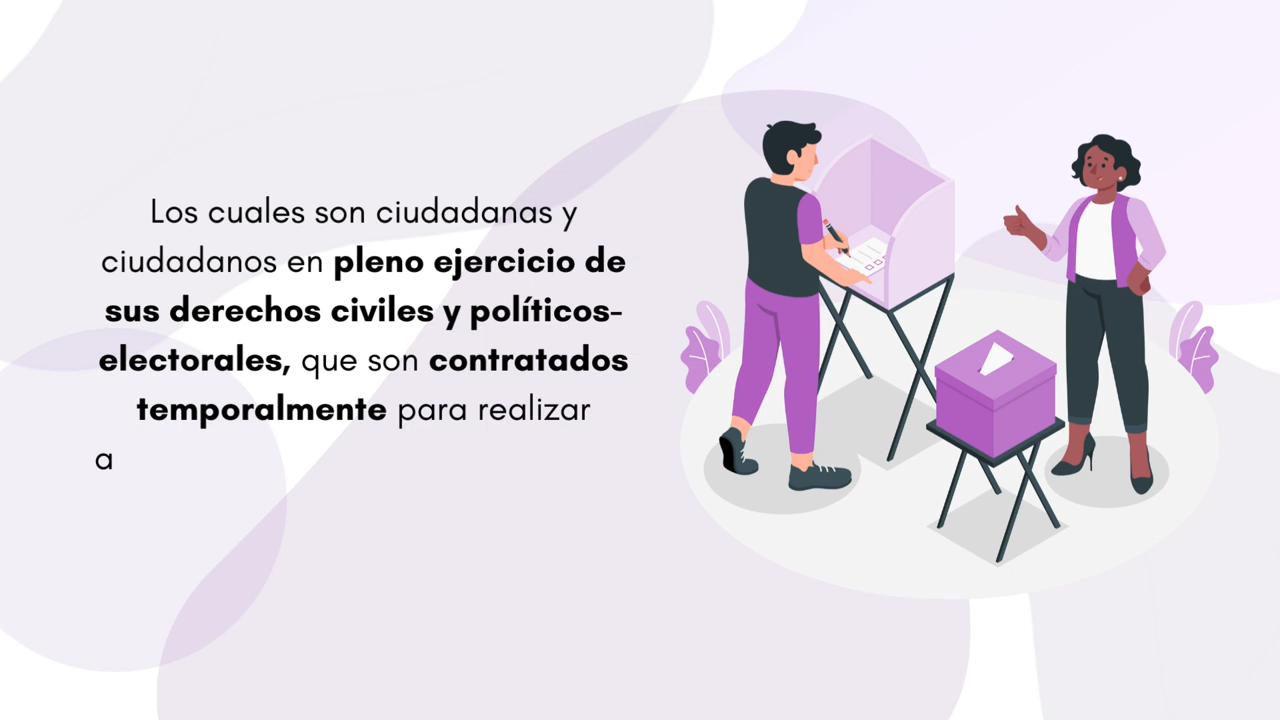 Los cuales son ciudadanas y
ciudadanos en pleno ejercicio de
sus derechos civiles y políticos-
electorales, que son contratados
temporalmente para realizar
a